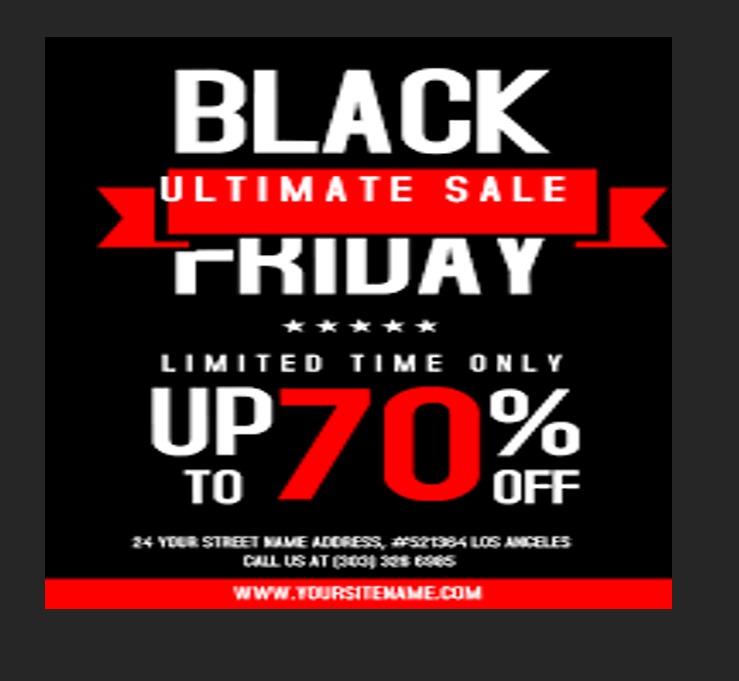 BLACK
ULTIMATE SALE
FRIDAY
LIMITED TIME ONLY
UP 70%
TO OFF
24 YOUR STREET NAME ADDRESS, #521364 LOS ANGELES
CALL US AT (303) 328 6985
WWW.YOURSITENAME.COM